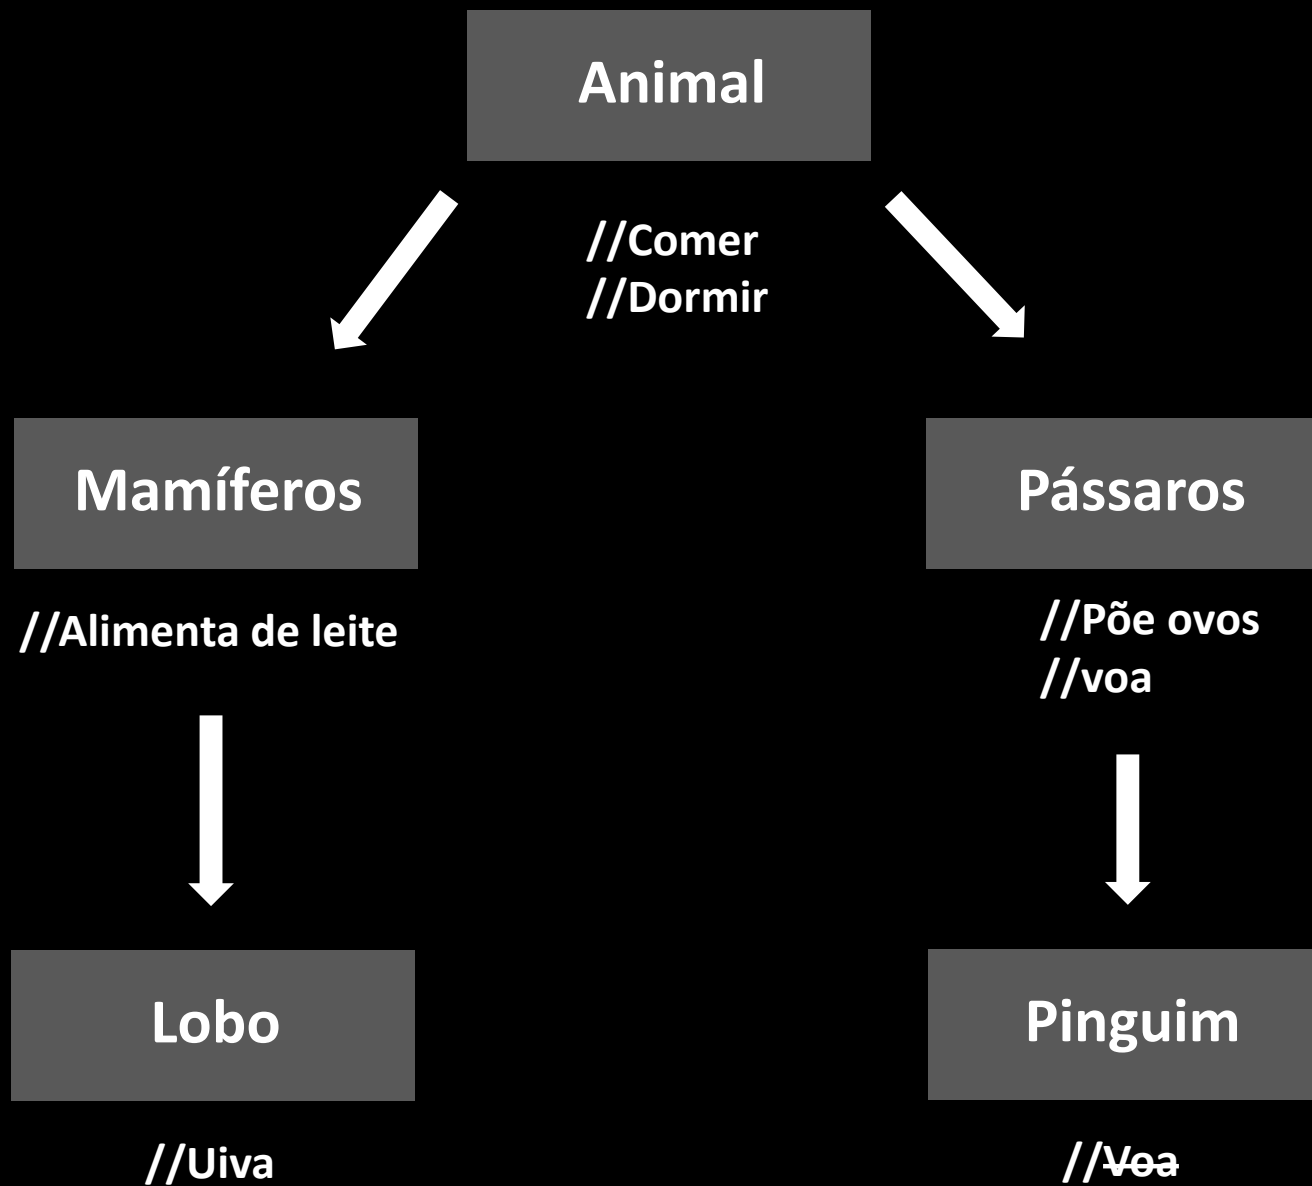 Animal
//Comer
//Dormir
Mamíferos
Pássaros
//Alimenta de leite
//Põe ovos
//voa
Lobo
Pinguim
//Uiva
//Voa